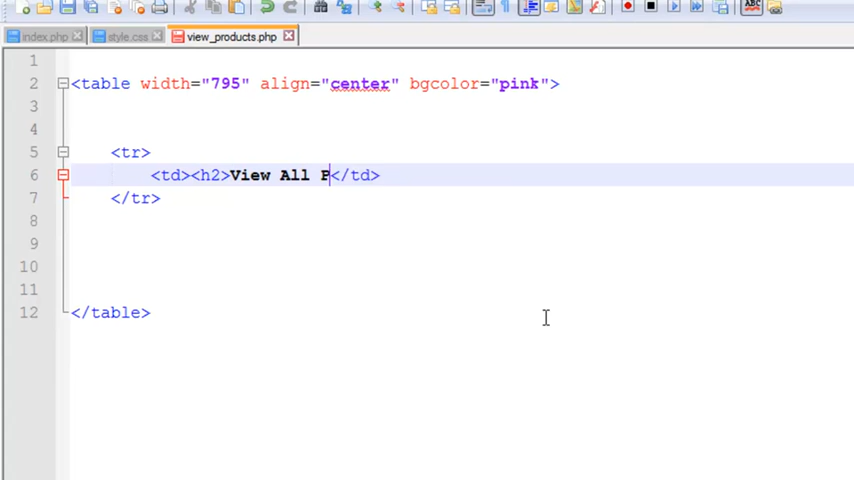 index.php style.css view_products.php
1
2 <table width="795" align="center" bgcolor="pink">
3
4
5 <tr>
6 <td><h2>View All P</td>
7 </tr>
8
9
10
11
12 </table>